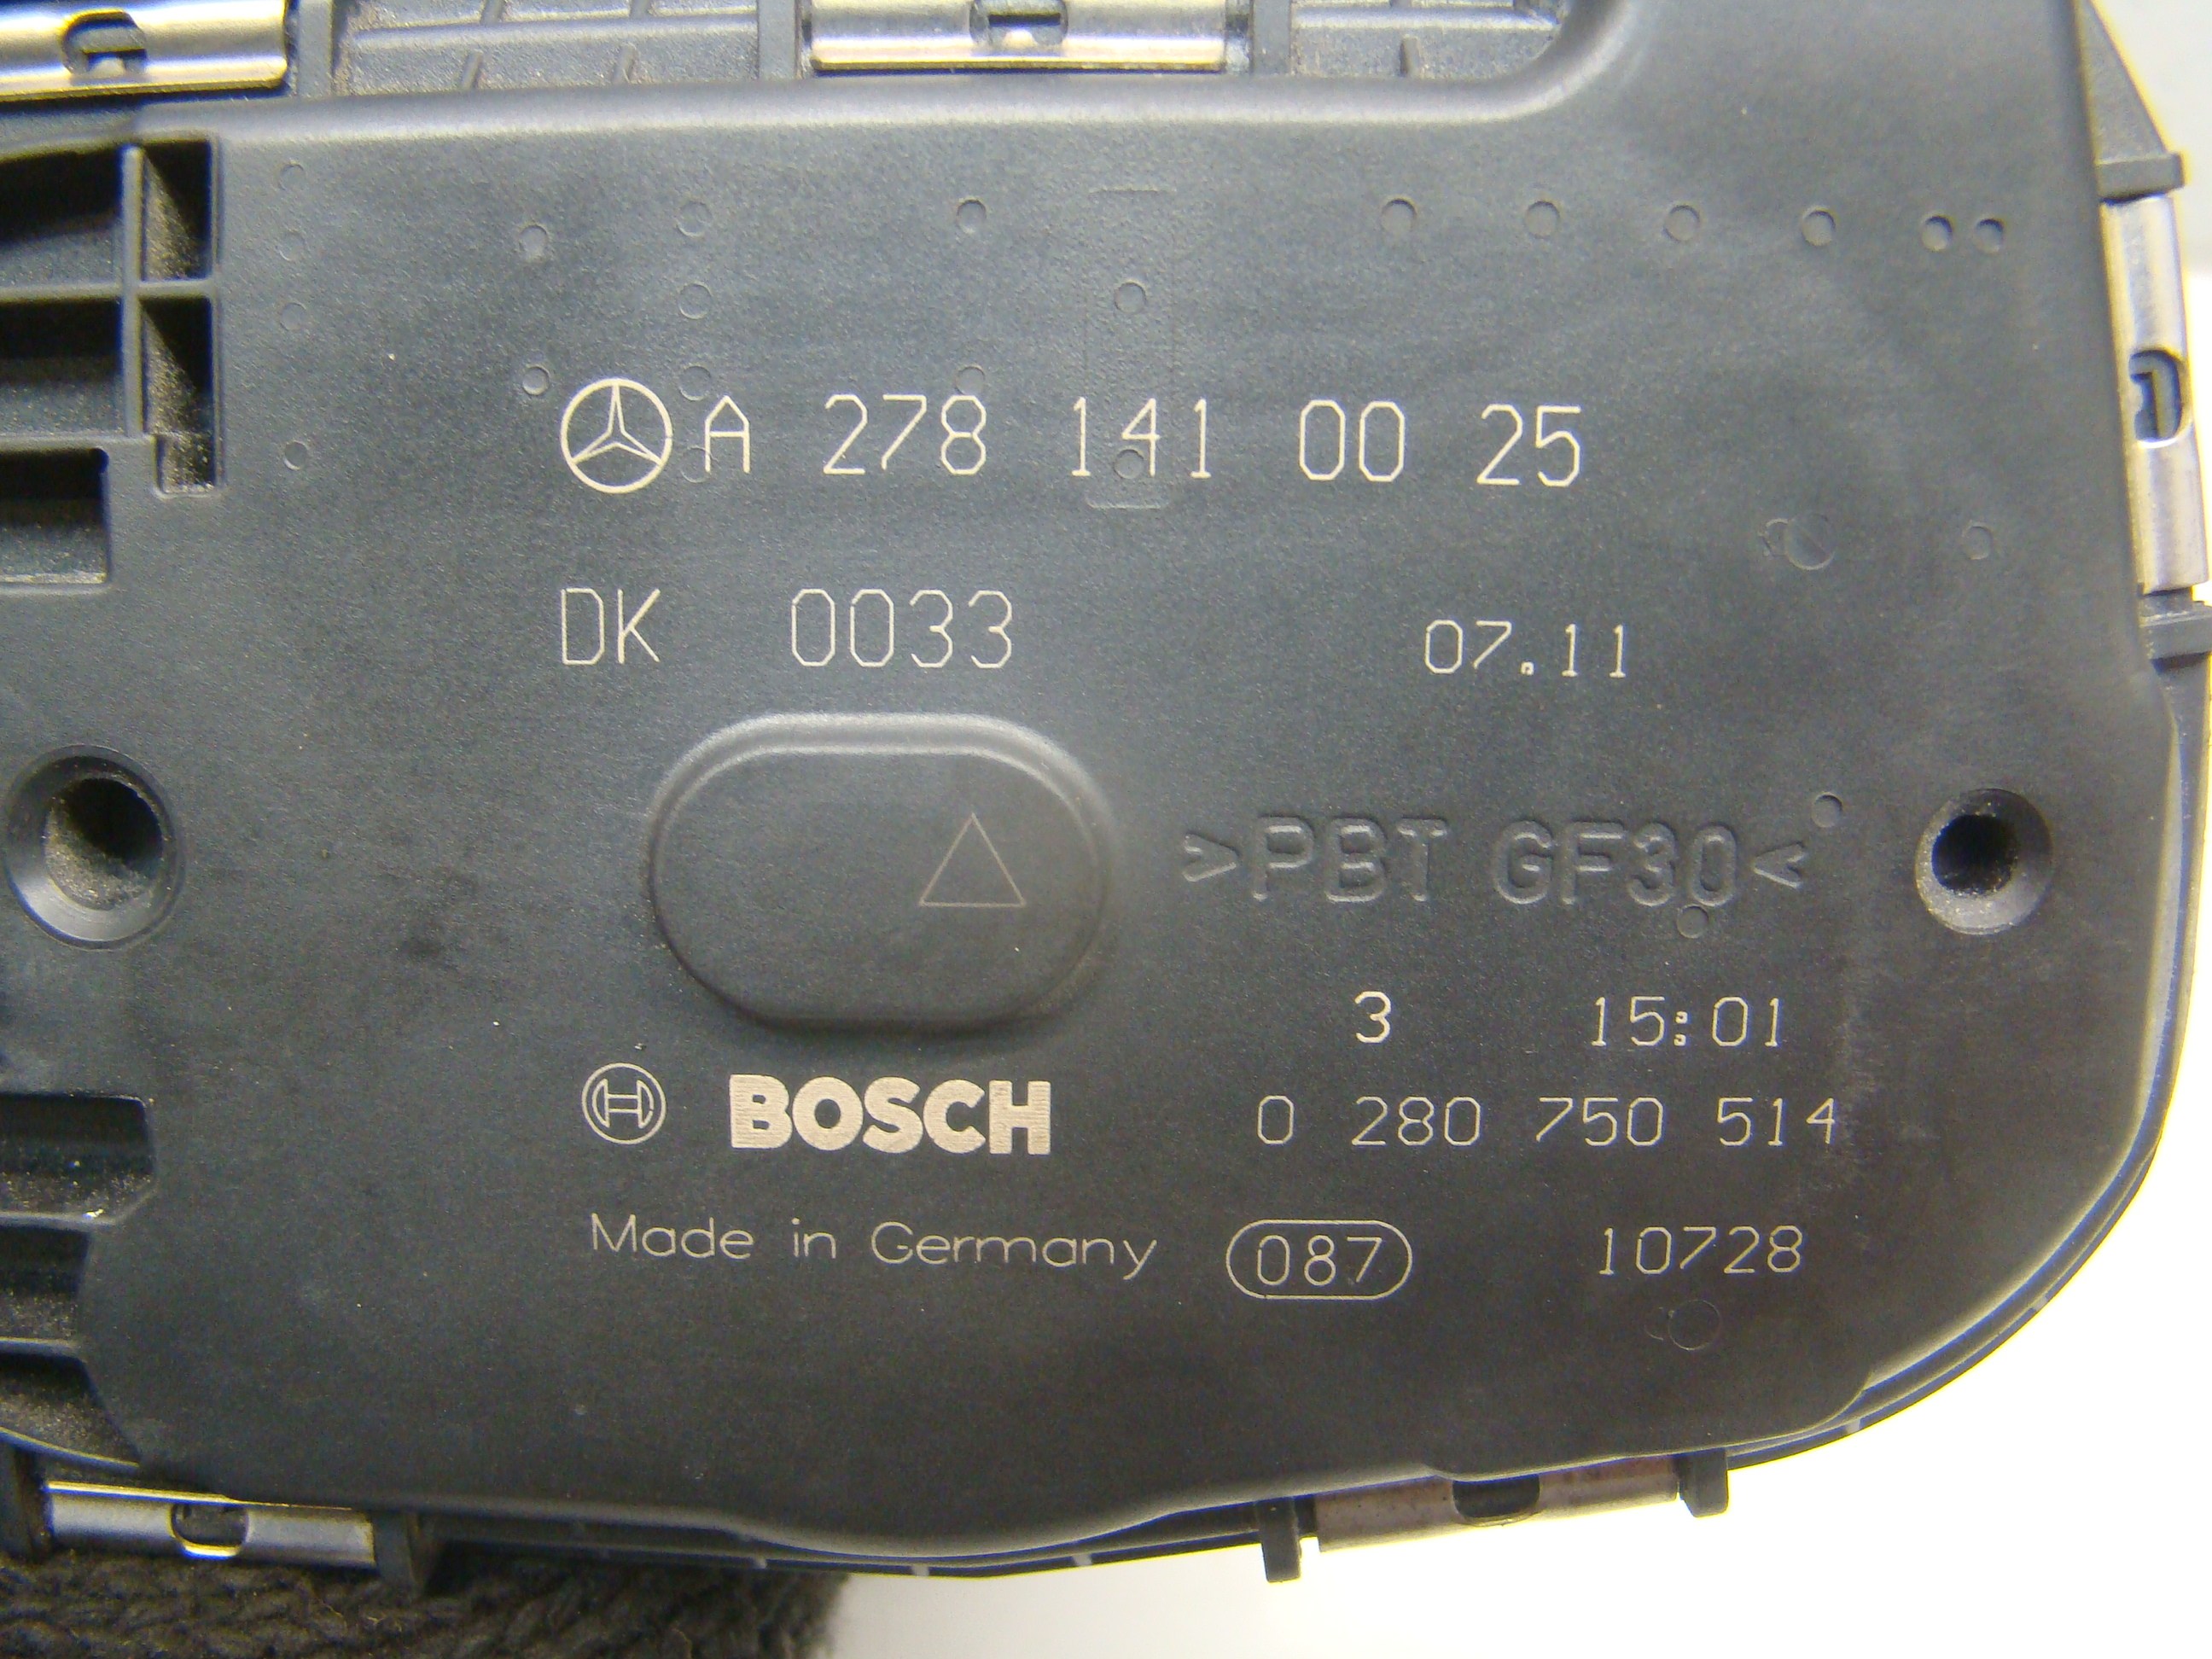 A 278 141 00 25
DK 0033 07.11
>PBT GF30<
3 15:01
BOSCH 0 280 750 514
Made in Germany 087 10728